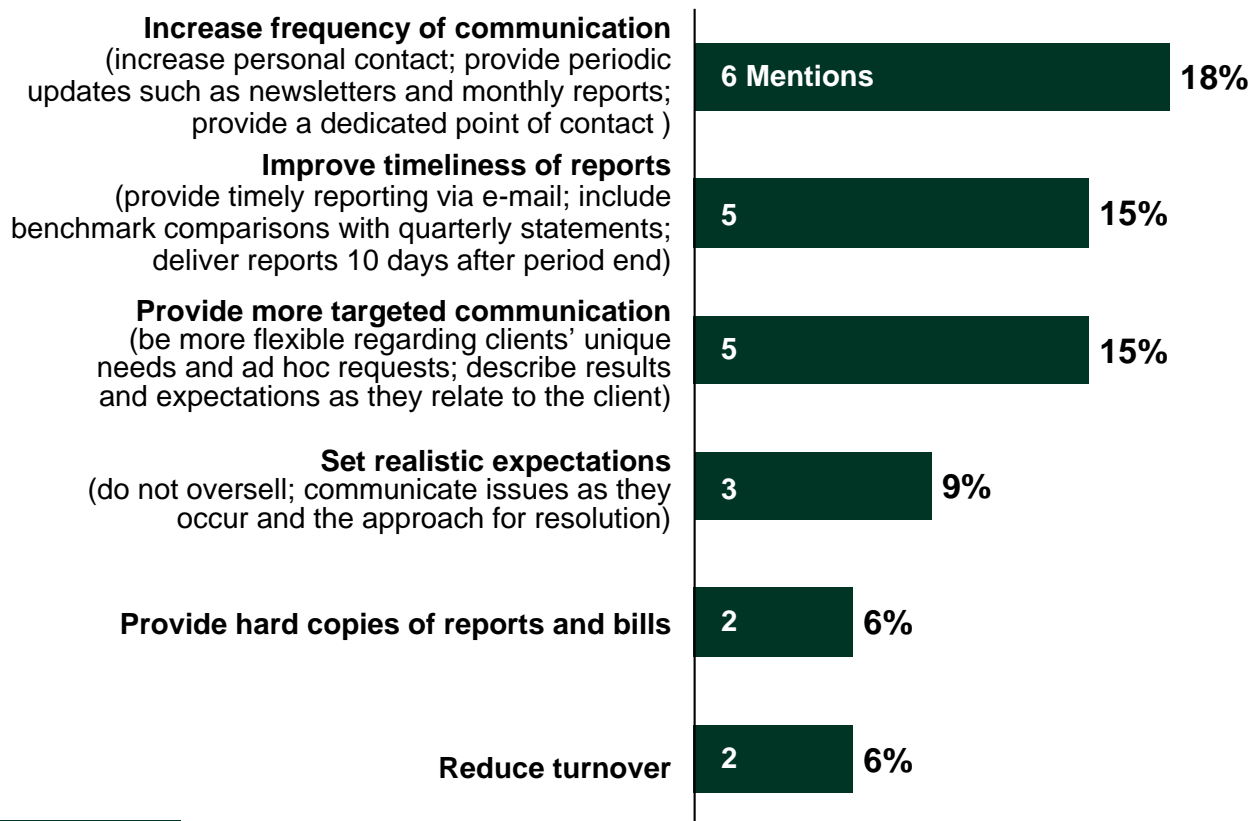 Increase frequency of communication
(increase personal contact; provide periodic
updates such as newsletters and monthly reports;
provide a dedicated point of contact )
6 Mentions
18%
Improve timeliness of reports
(provide timely reporting via e-mail; include
benchmark comparisons with quarterly statements;
deliver reports 10 days after period end)
5
15%
Provide more targeted communication
(be more flexible regarding clients’ unique
needs and ad hoc requests; describe results
and expectations as they relate to the client)
5
15%
Set realistic expectations
(do not oversell; communicate issues as they
occur and the approach for resolution)
3
9%
Provide hard copies of reports and bills
2
6%
Reduce turnover
2
6%